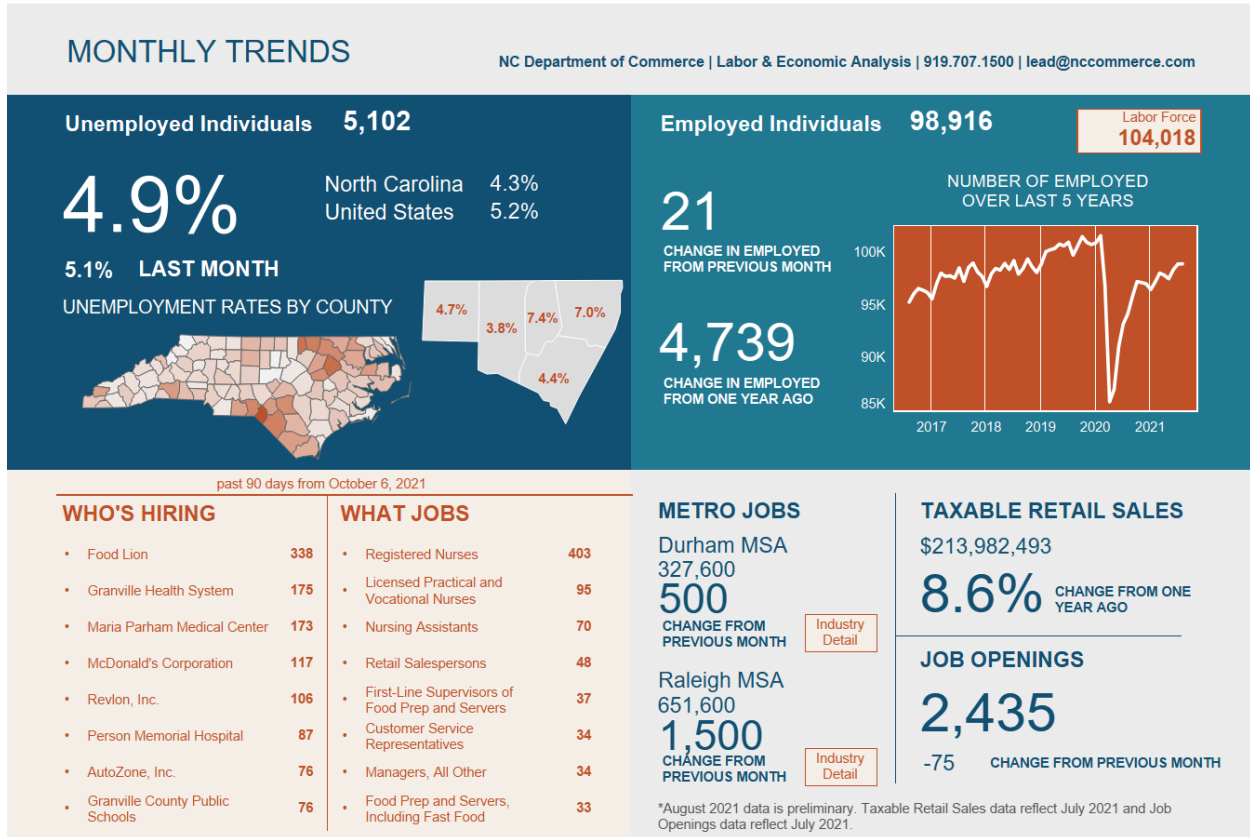 MONTHLY TRENDS
NC Department of Commerce | Labor & Economic Analysis | 919.707.1500 | lead@nccommerce.com
Unemployed Individuals 5,102
4.9%
North Carolina 4.3%
United States 5.2%
5.1% LAST MONTH
UNEMPLOYMENT RATES BY COUNTY
4.7%
3.8%
7.4%
7.0%
4.4%
Employed Individuals 98,916
Labor Force
104,018
21
CHANGE IN EMPLOYED
FROM PREVIOUS MONTH
4,739
CHANGE IN EMPLOYED
FROM ONE YEAR AGO
NUMBER OF EMPLOYED
OVER LAST 5 YEARS
100K
95K
90K
85K
2017 2018 2019 2020 2021
past 90 days from October 6, 2021
WHO'S HIRING
• Food Lion 338
• Granville Health System 175
• Maria Parham Medical Center 173
• McDonald's Corporation 117
• Revlon, Inc. 106
• Person Memorial Hospital 87
• AutoZone, Inc. 76
• Granville County Public
Schools 76
WHAT JOBS
• Registered Nurses 403
• Licensed Practical and
Vocational Nurses 95
• Nursing Assistants 70
• Retail Salespersons 48
• First-Line Supervisors of
Food Prep and Servers 37
• Customer Service
Representatives 34
• Managers, All Other 34
• Food Prep and Servers,
Including Fast Food 33
METRO JOBS
Durham MSA
327,600
500
CHANGE FROM
PREVIOUS MONTH
Industry
Detail
Raleigh MSA
651,600
1,500
CHANGE FROM
PREVIOUS MONTH
Industry
Detail
TAXABLE RETAIL SALES
$213,982,493
8.6% CHANGE FROM ONE
YEAR AGO
JOB OPENINGS
2,435
-75 CHANGE FROM PREVIOUS MONTH
*August 2021 data is preliminary. Taxable Retail Sales data reflect July 2021 and Job
Openings data reflect July 2021.